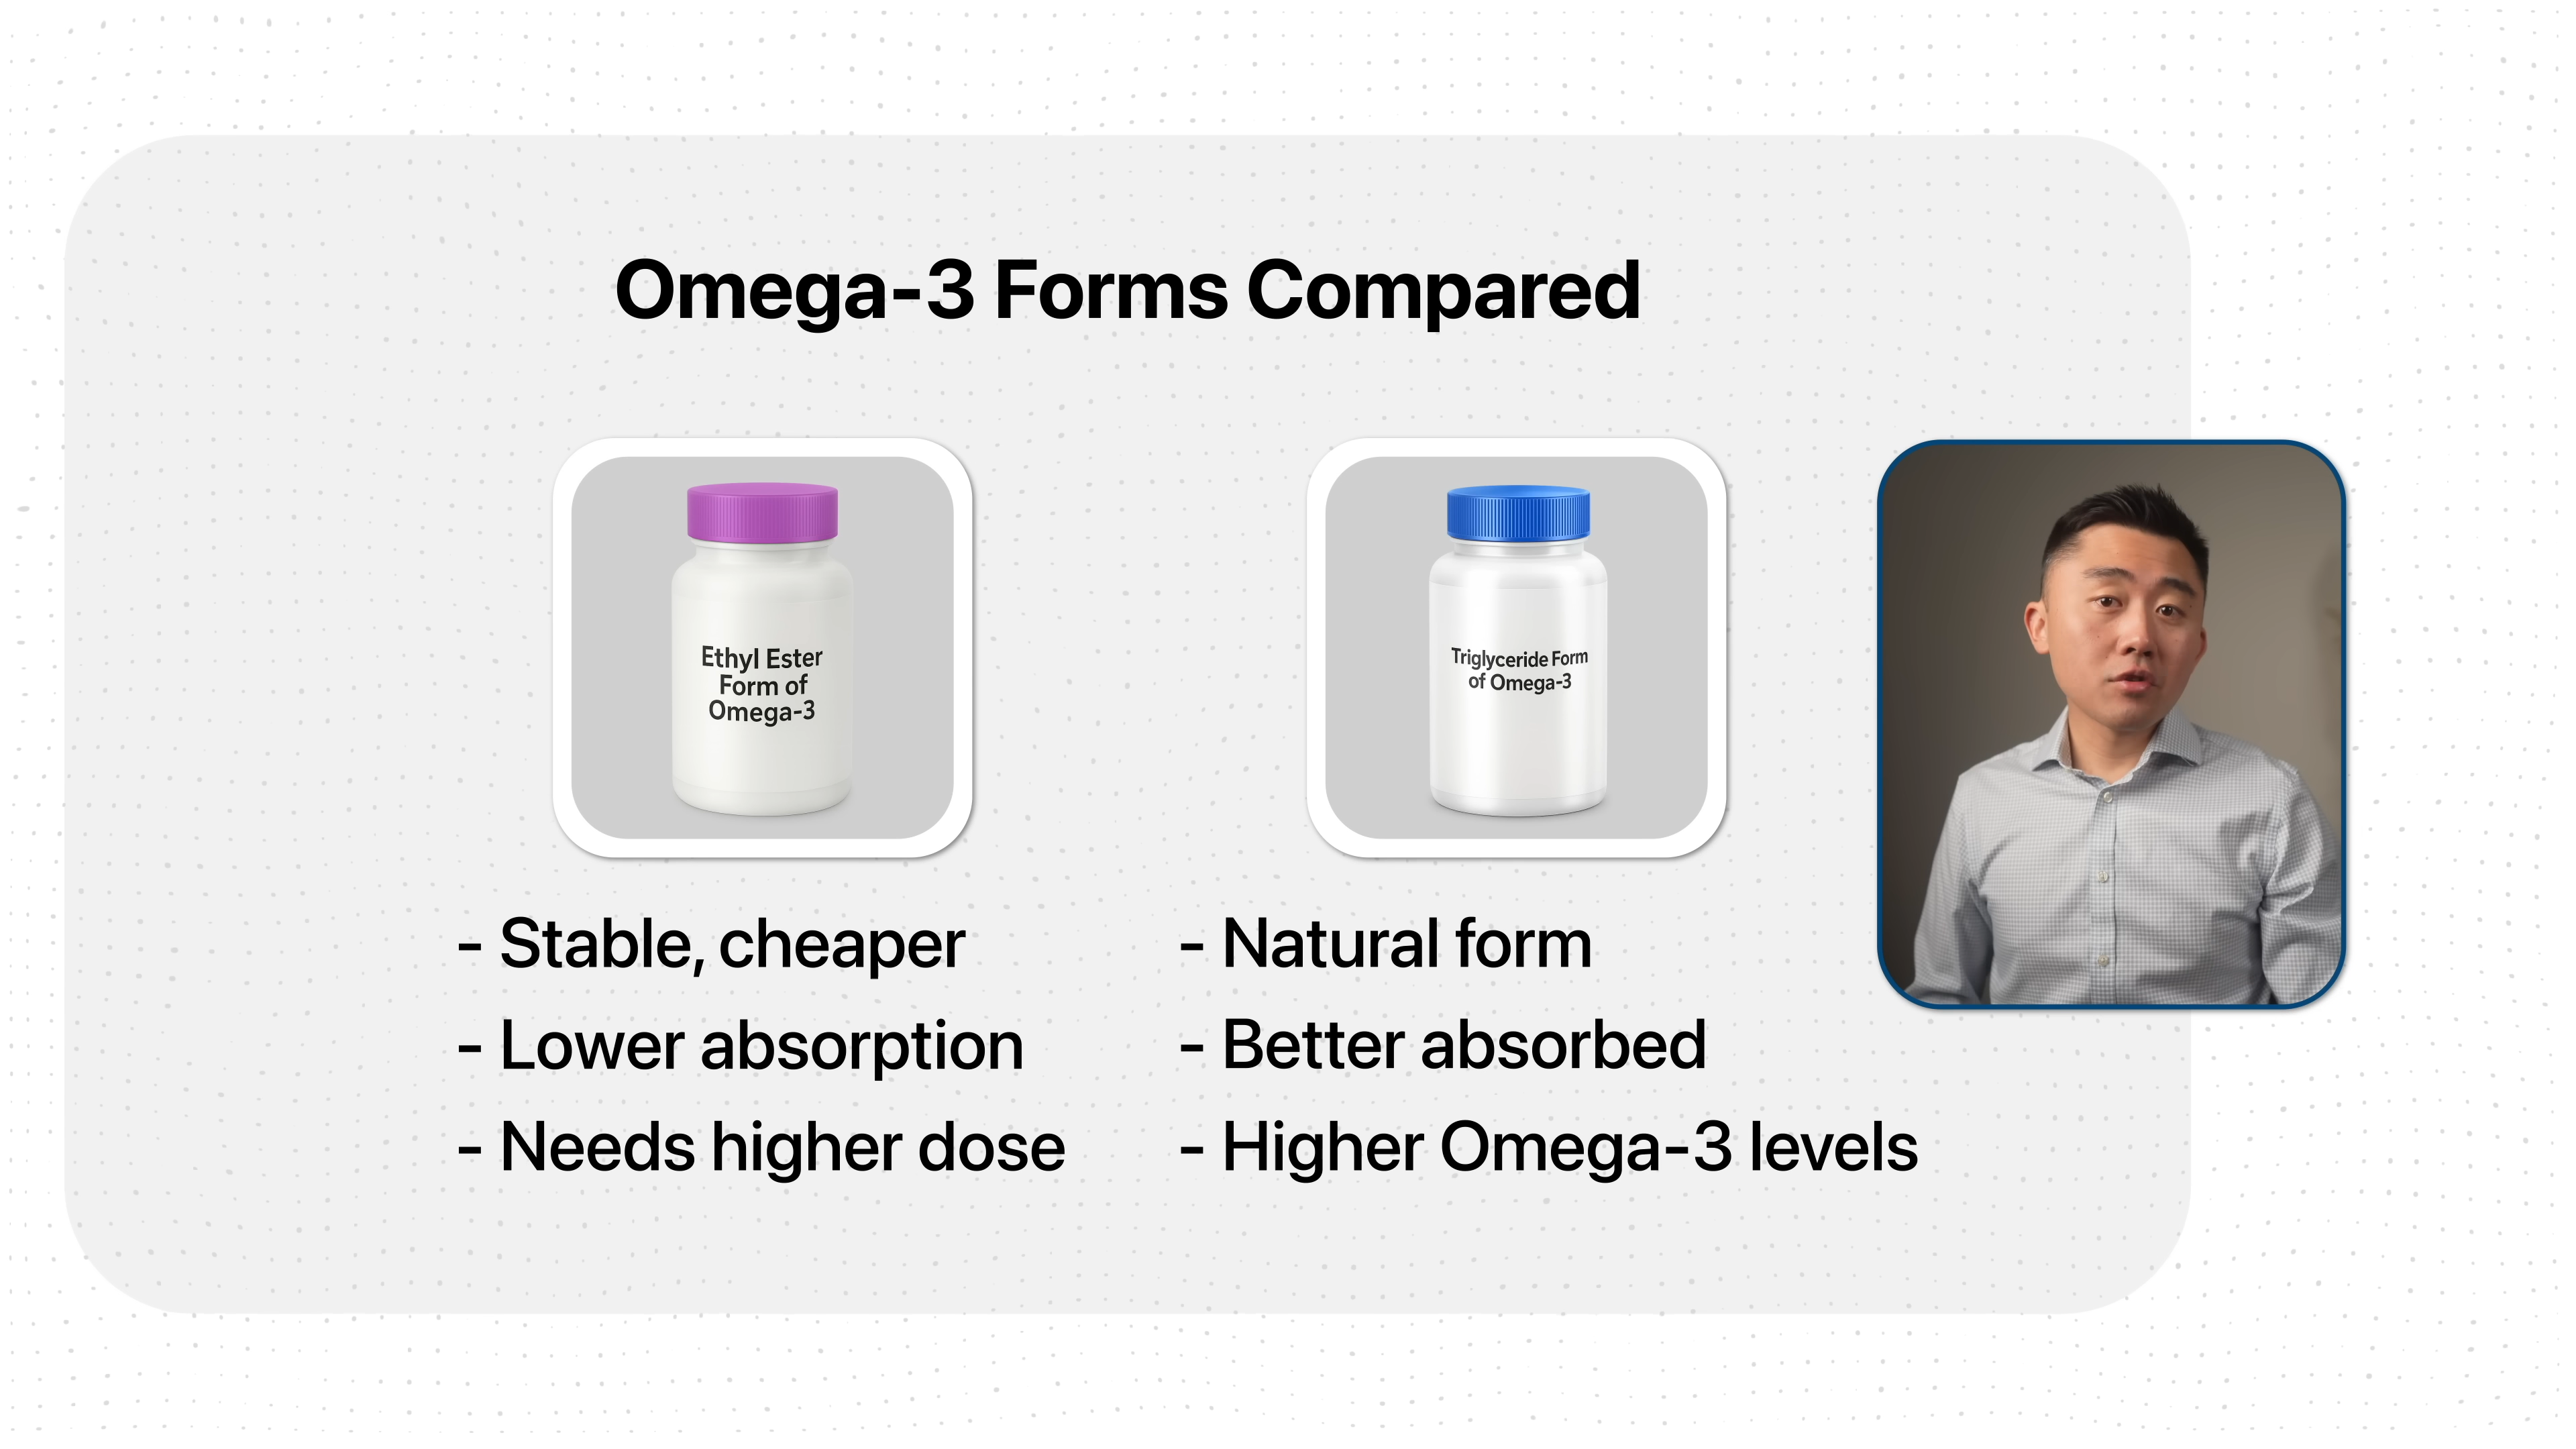 Omega-3 Forms Compared
Ethyl Ester
Form of
Omega-3
- Stable, cheaper
- Lower absorption
- Needs higher dose
Triglyceride Form
of Omega-3
- Natural form
- Better absorbed
- Higher Omega-3 levels